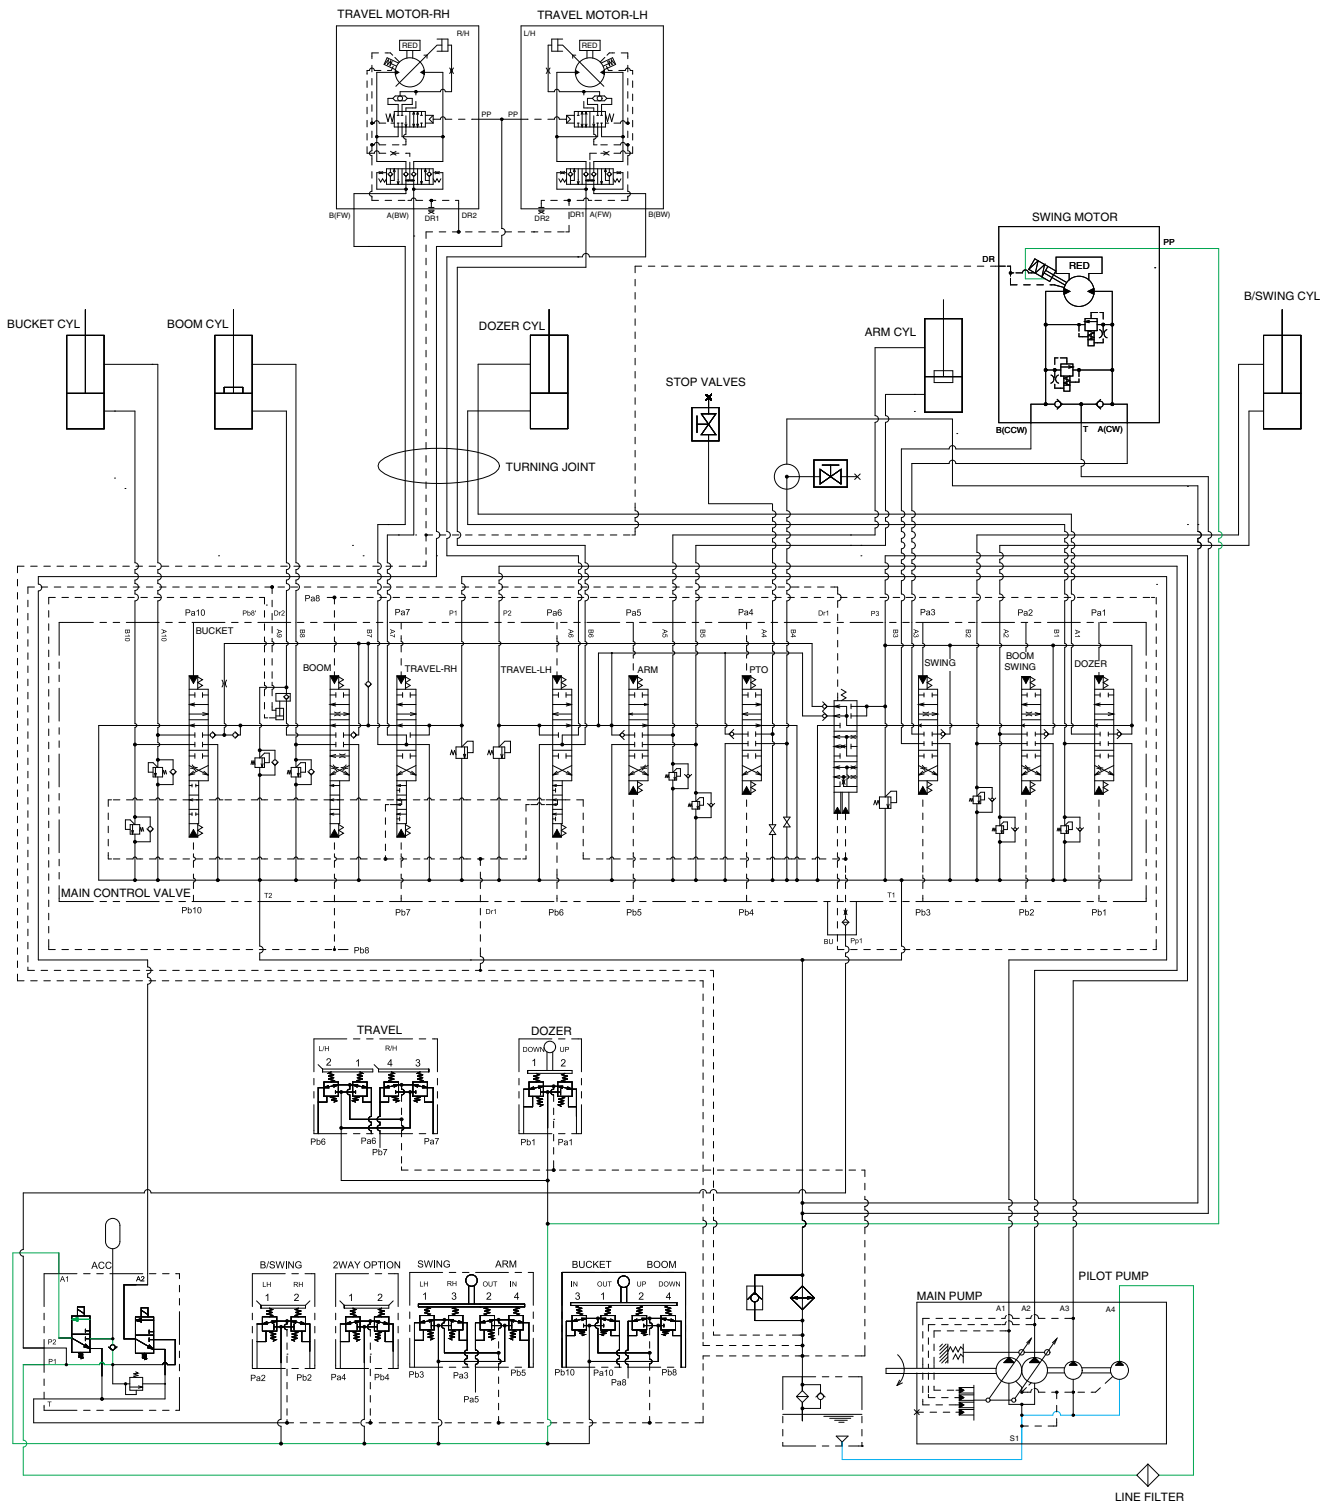 TRAVEL MOTOR-RH
TRAVEL MOTOR-LH
R/H
L/H
RED
RED
PP
PP
B(FW)
A(BW)
DR1
DR2
DR2
DR1
A(FW)
B(BW)
SWING MOTOR
PP
DR
RED
B(CCW)
T
A(CW)
BUCKET CYL
BOOM CYL
DOZER CYL
ARM CYL
B/SWING CYL
STOP VALVES
TURNING JOINT
Pa10
Pb8'
Dr2
Pa8
Pa7
P1
P2
Pa6
Pa5
Pa4
Dr1
P3
Pa3
Pa2
Pa1
B10
A10
A9
B8
B7
A7
A6
B6
A5
B5
A4
B4
B3
A3
B2
A2
B1
A1
BUCKET
BOOM
TRAVEL-RH
TRAVEL-LH
ARM
PTO
SWING
BOOM
SWING
DOZER
MAIN CONTROL VALVE
T2
T1
Pb10
Pb7
Dr1
Pb6
Pb5
Pb4
Pb3
Pb2
Pb1
BU
Pp1
Pb8
TRAVEL
L/H
R/H
2
1
4
3
Pb6
Pa6
Pb7
Pa7
DOZER
DOWN
UP
1
2
Pb1
Pa1
ACC
A1
A2
P2
P1
T
B/SWING
LH
RH
1
2
Pa2
Pb2
2WAY OPTION
1
2
Pa4
Pb4
SWING
ARM
LH
RH
OUT
IN
1
3
2
4
Pb3
Pa3
Pa5
Pb5
BUCKET
BOOM
IN
OUT
UP
DOWN
3
1
2
4
Pb10
Pa10
Pa8
Pb8
PILOT PUMP
MAIN PUMP
A1
A2
A3
A4
S1
LINE FILTER